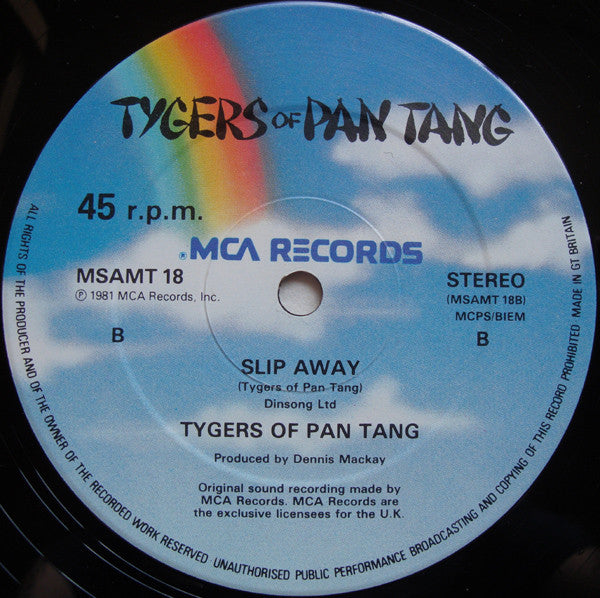 TYGERS OF PAN TANG
45 r.p.m.
®MCA RECORDS
MSAMT 18
℗ 1981 MCA Records, Inc.
B
STEREO
(MSAMT 18B)
MCPS/BIEM
B
SLIP AWAY
(Tygers of Pan Tang)
Dinsong Ltd
TYGERS OF PAN TANG
Produced by Dennis Mackay
Original sound recording made by
MCA Records. MCA Records are
the exclusive licensees for the U.K.
ALL RIGHTS OF THE PRODUCER AND OF THE OWNER OF THE RECORDED WORK RESERVED UNAUTHORISED PUBLIC PERFORMANCE BROADCASTING AND COPYING OF THIS RECORD PROHIBITED MADE IN GT BRITAIN